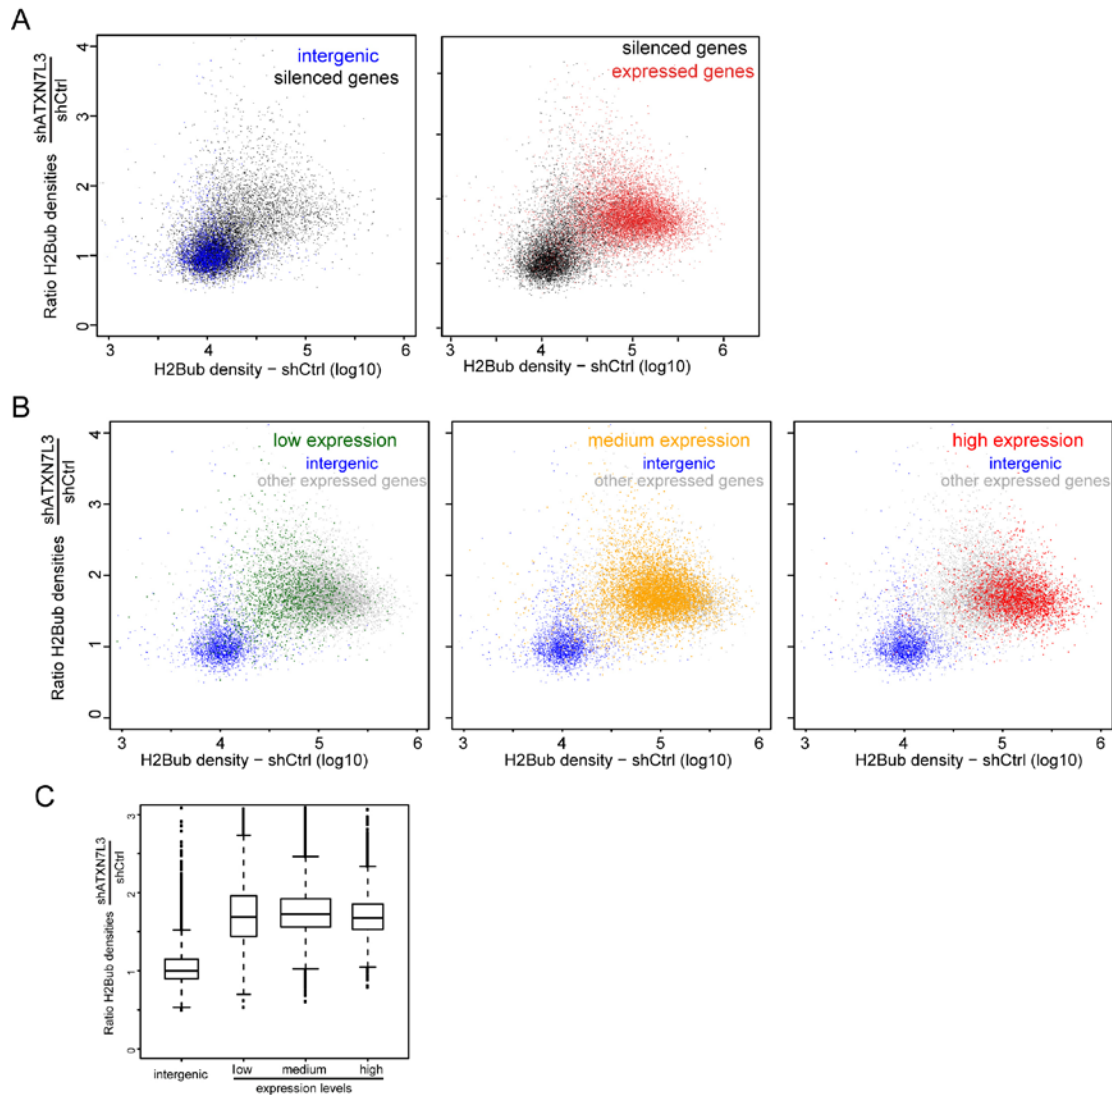 A
intergenic
silenced genes
silenced genes
expressed genes
Ratio H2Bub densities shATXN7L3
shCtrl
4
3
2
1
0
3 4 5 6
3 4 5 6
H2Bub density − shCtrl (log10)
H2Bub density − shCtrl (log10)
B
low expression
intergenic
other expressed genes
medium expression
intergenic
other expressed genes
high expression
intergenic
other expressed genes
Ratio H2Bub densities shATXN7L3
shCtrl
4
3
2
1
0
3 4 5 6
3 4 5 6
3 4 5 6
H2Bub density − shCtrl (log10)
H2Bub density − shCtrl (log10)
H2Bub density − shCtrl (log10)
C
Ratio H2Bub densities shATXN7L3
shCtrl
3
2
1
0
intergenic low medium high
expression levels